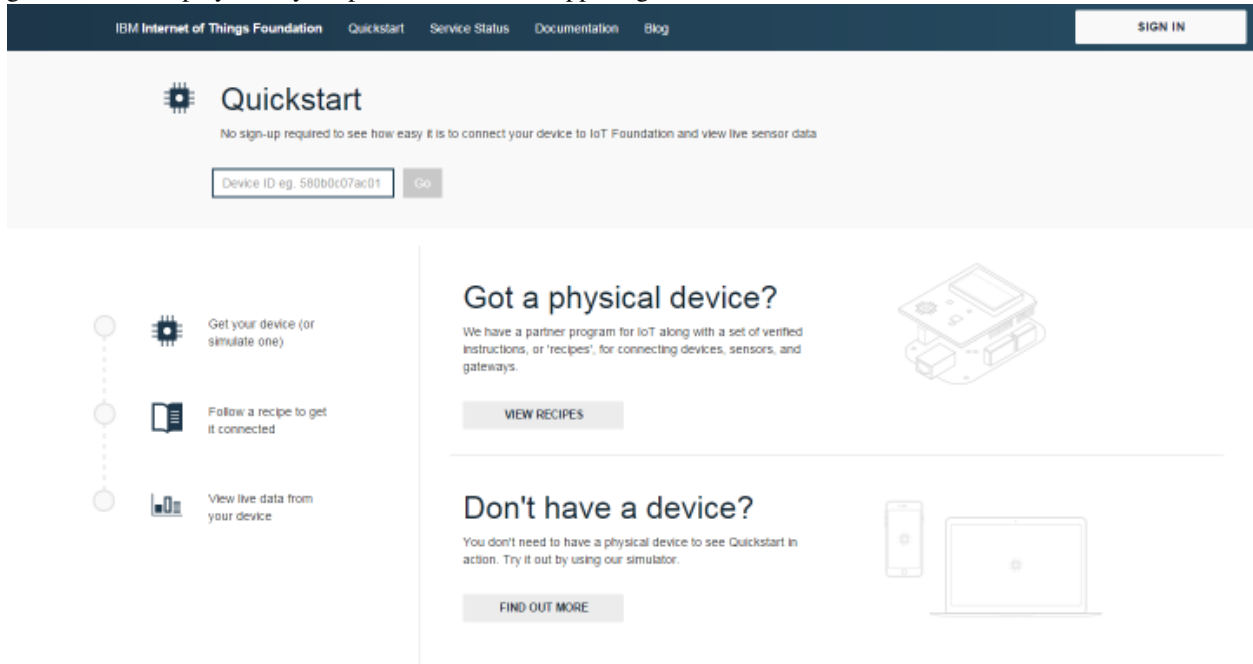 IBM Internet of Things Foundation Quickstart Service Status Documentation Blog SIGN IN
Quickstart
No sign-up required to see how easy it is to connect your device to IoT Foundation and view live sensor data
Device ID eg. 580b0c07ac01 Go
Get your device (or
simulate one)
Follow a recipe to get
it connected
View live data from
your device
Got a physical device?
We have a partner program for IoT along with a set of verified
instructions, or 'recipes', for connecting devices, sensors, and
gateways.
VIEW RECIPES
Don't have a device?
You don't need to have a physical device to see Quickstart in
action. Try it out by using our simulator.
FIND OUT MORE